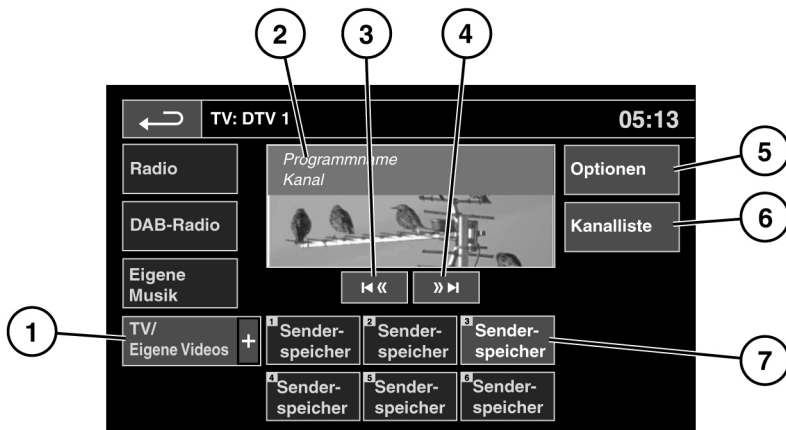 2
3
4
TV: DTV 1
05:13
Radio
Programmname
Kanal
Optionen
5
DAB-Radio
Kanalliste
6
Eigene
Musik
1
TV/
Eigene Videos
+
1
Sender-
speicher
2
Sender-
speicher
3
Sender-
speicher
7
4
Sender-
speicher
5
Sender-
speicher
6
Sender-
speicher